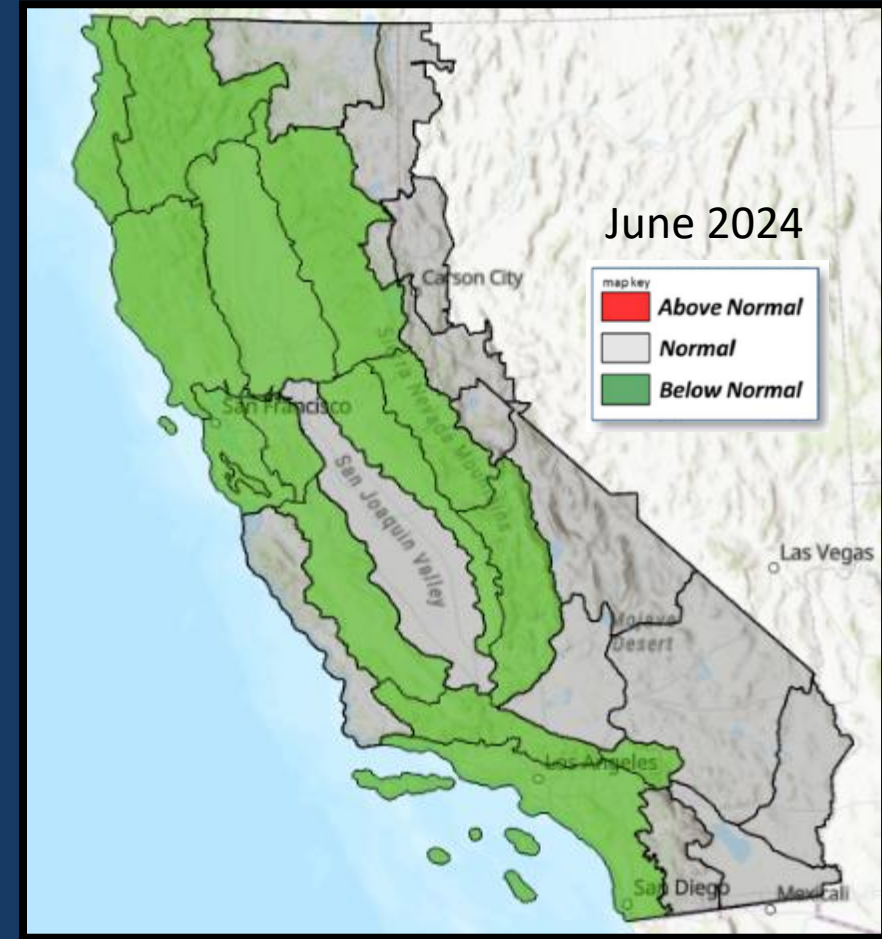 June 2024
map key
Above Normal
Normal
Below Normal
Carson City
Sierra Nevada Mountains
San Francisco
San Joaquin Valley
Las Vegas
Mojave
Desert
Los Angeles
San Diego
Mexicali